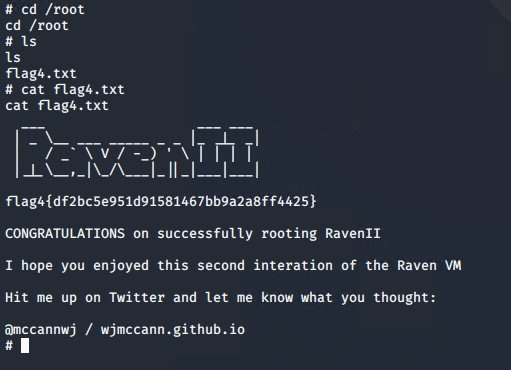 # cd /root
cd /root
# ls
ls
flag4.txt
# cat flag4.txt
cat flag4.txt
RavenII
flag4{df2bc5e951d91581467bb9a2a8ff4425}
CONGRATULATIONS on successfully rooting RavenII
I hope you enjoyed this second interation of the Raven VM
Hit me up on Twitter and let me know what you thought:
@mccannwj / wjmccann.github.io
#